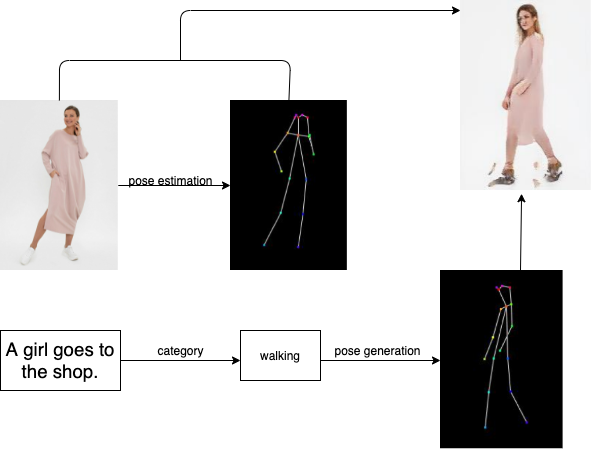 pose estimation
A girl goes to
the shop.
category
walking
pose generation